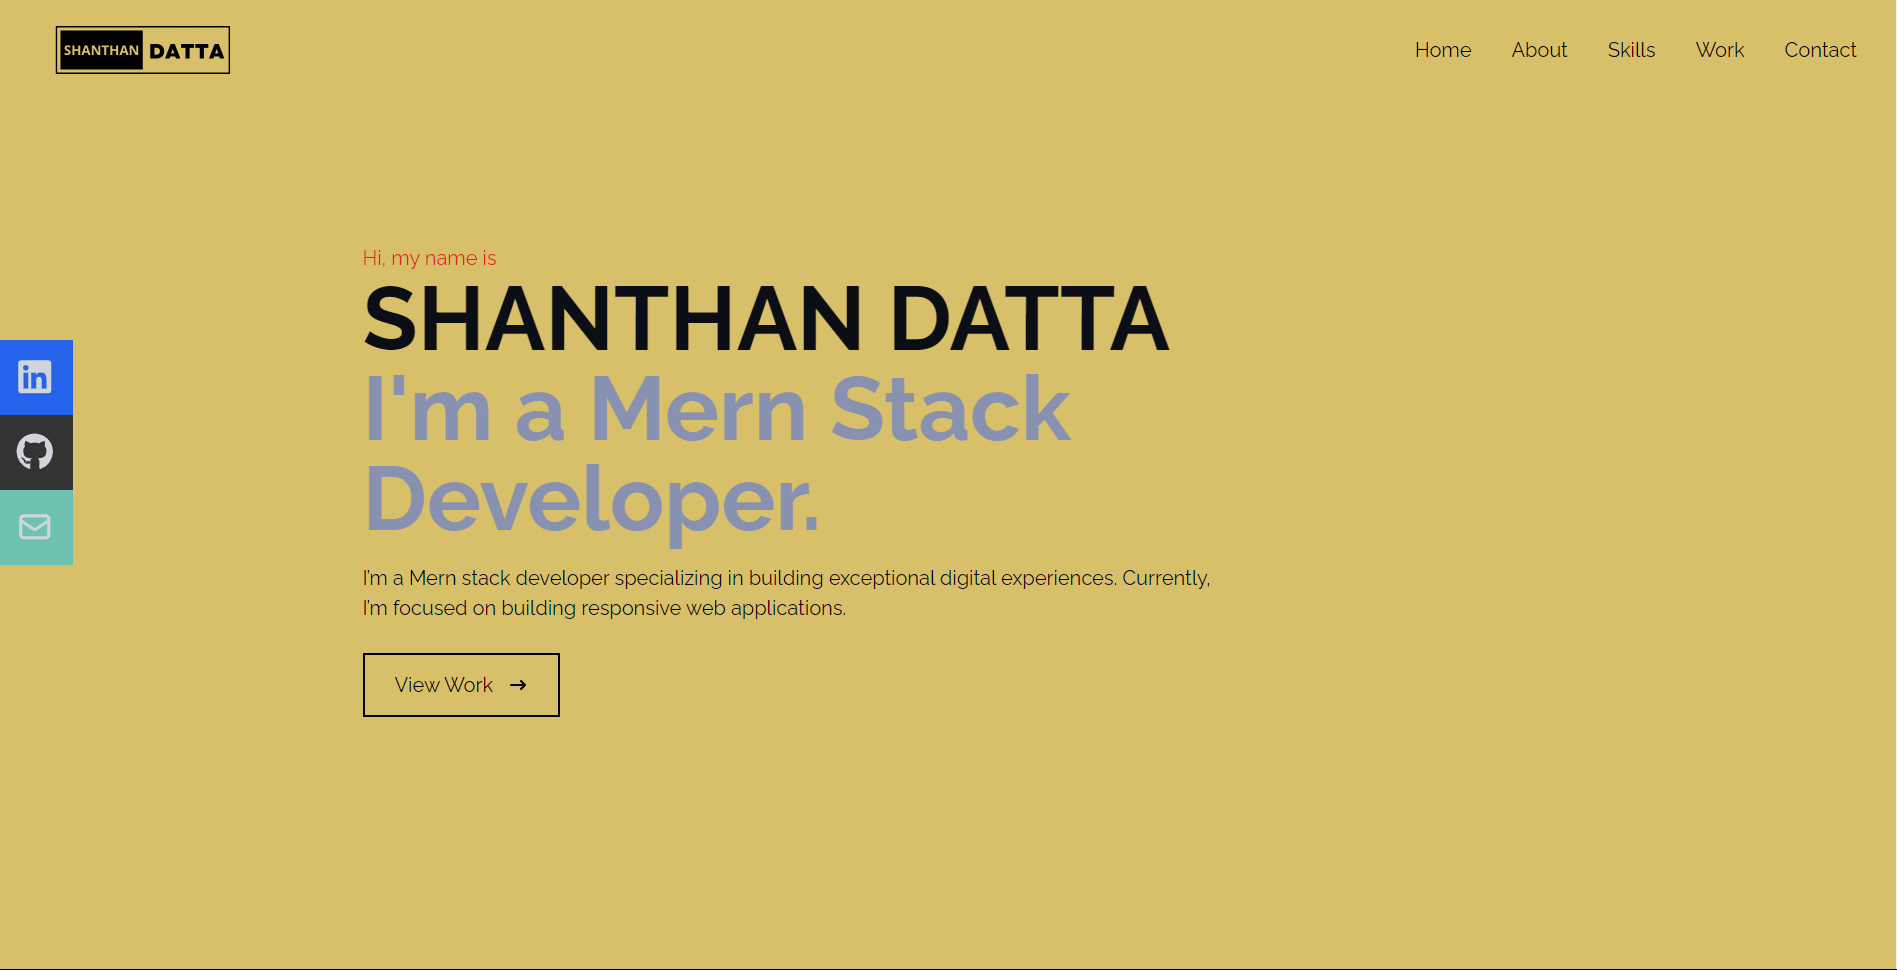 SHANTHAN DATTA
Home About Skills Work Contact
Hi, my name is
SHANTHAN DATTA
I'm a Mern Stack
Developer.
I'm a Mern stack developer specializing in building exceptional digital experiences. Currently,
I'm focused on building responsive web applications.
View Work
in